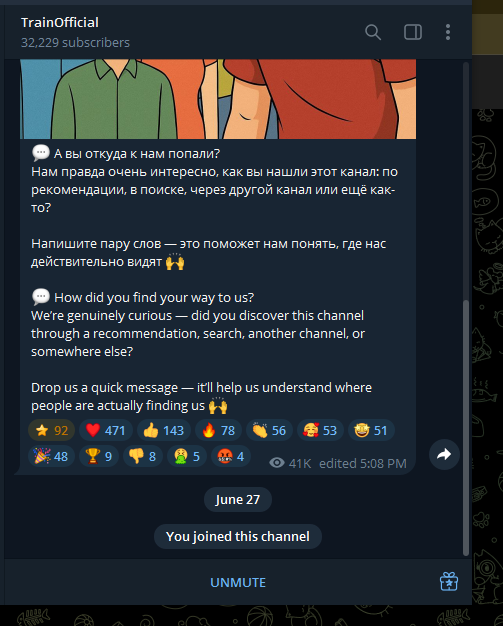 TrainOfficial
32,229 subscribers
💬 А вы откуда к нам попали?
Нам правда очень интересно, как вы нашли этот канал: по
рекомендации, в поиске, через другой канал или ещё как-
то?
Напишите пару слов — это поможет нам понять, где нас
действительно видят 🙌
💬 How did you find your way to us?
We’re genuinely curious — did you discover this channel
through a recommendation, search, another channel, or
somewhere else?
Drop us a quick message — it’ll help us understand where
people are actually finding us 🙌
⭐ 92 ❤️ 471 👍 143 🔥 78 👏 56 🥰 53 🤩 51
🎉 48 🏆 9 👎 8 🤮 5 🤬 4 41K edited 5:08 PM
June 27
You joined this channel
UNMUTE